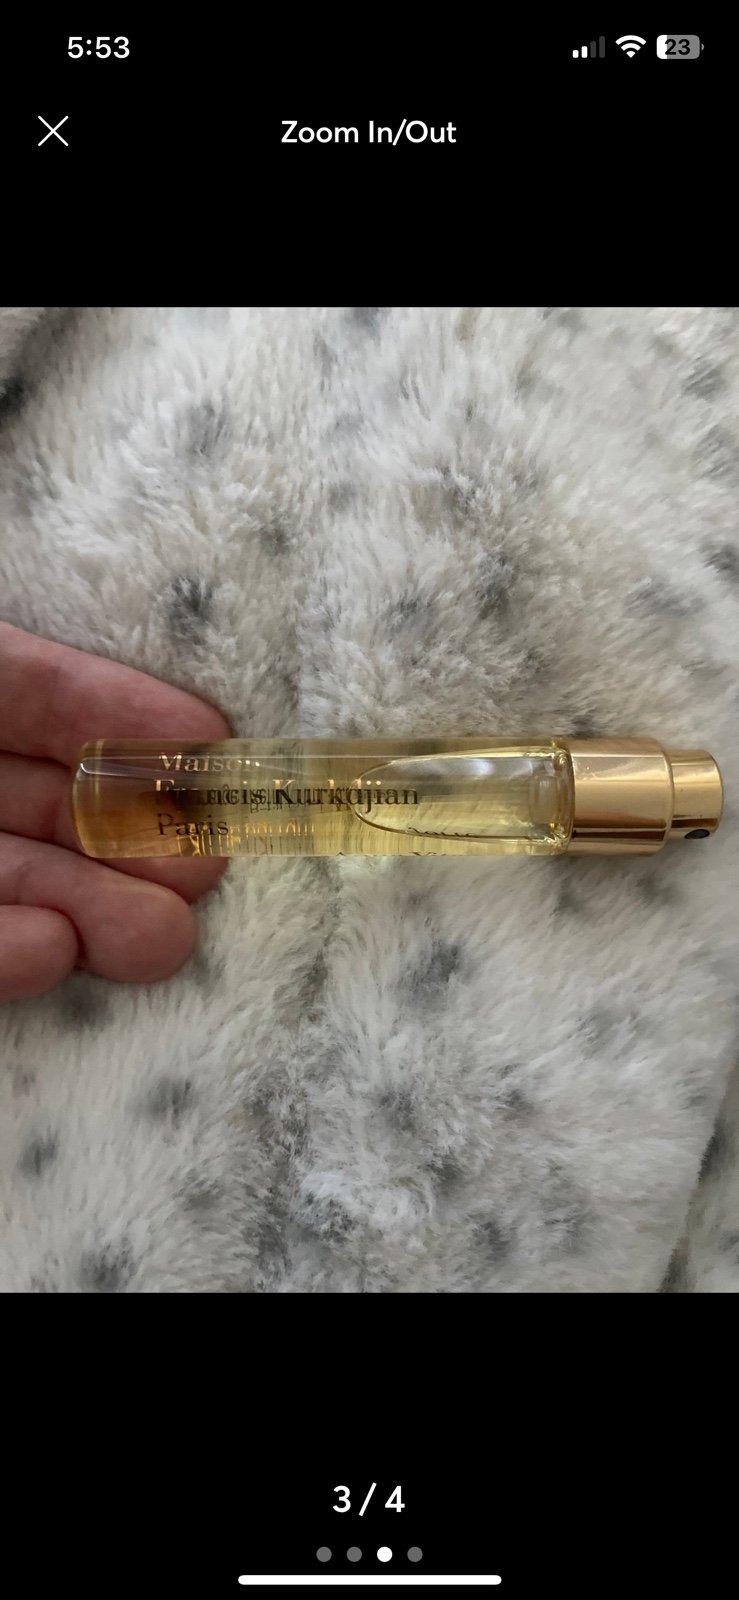 5:53
23
Zoom In/Out
Maison
Francis Kurkdjian
Paris
3 / 4